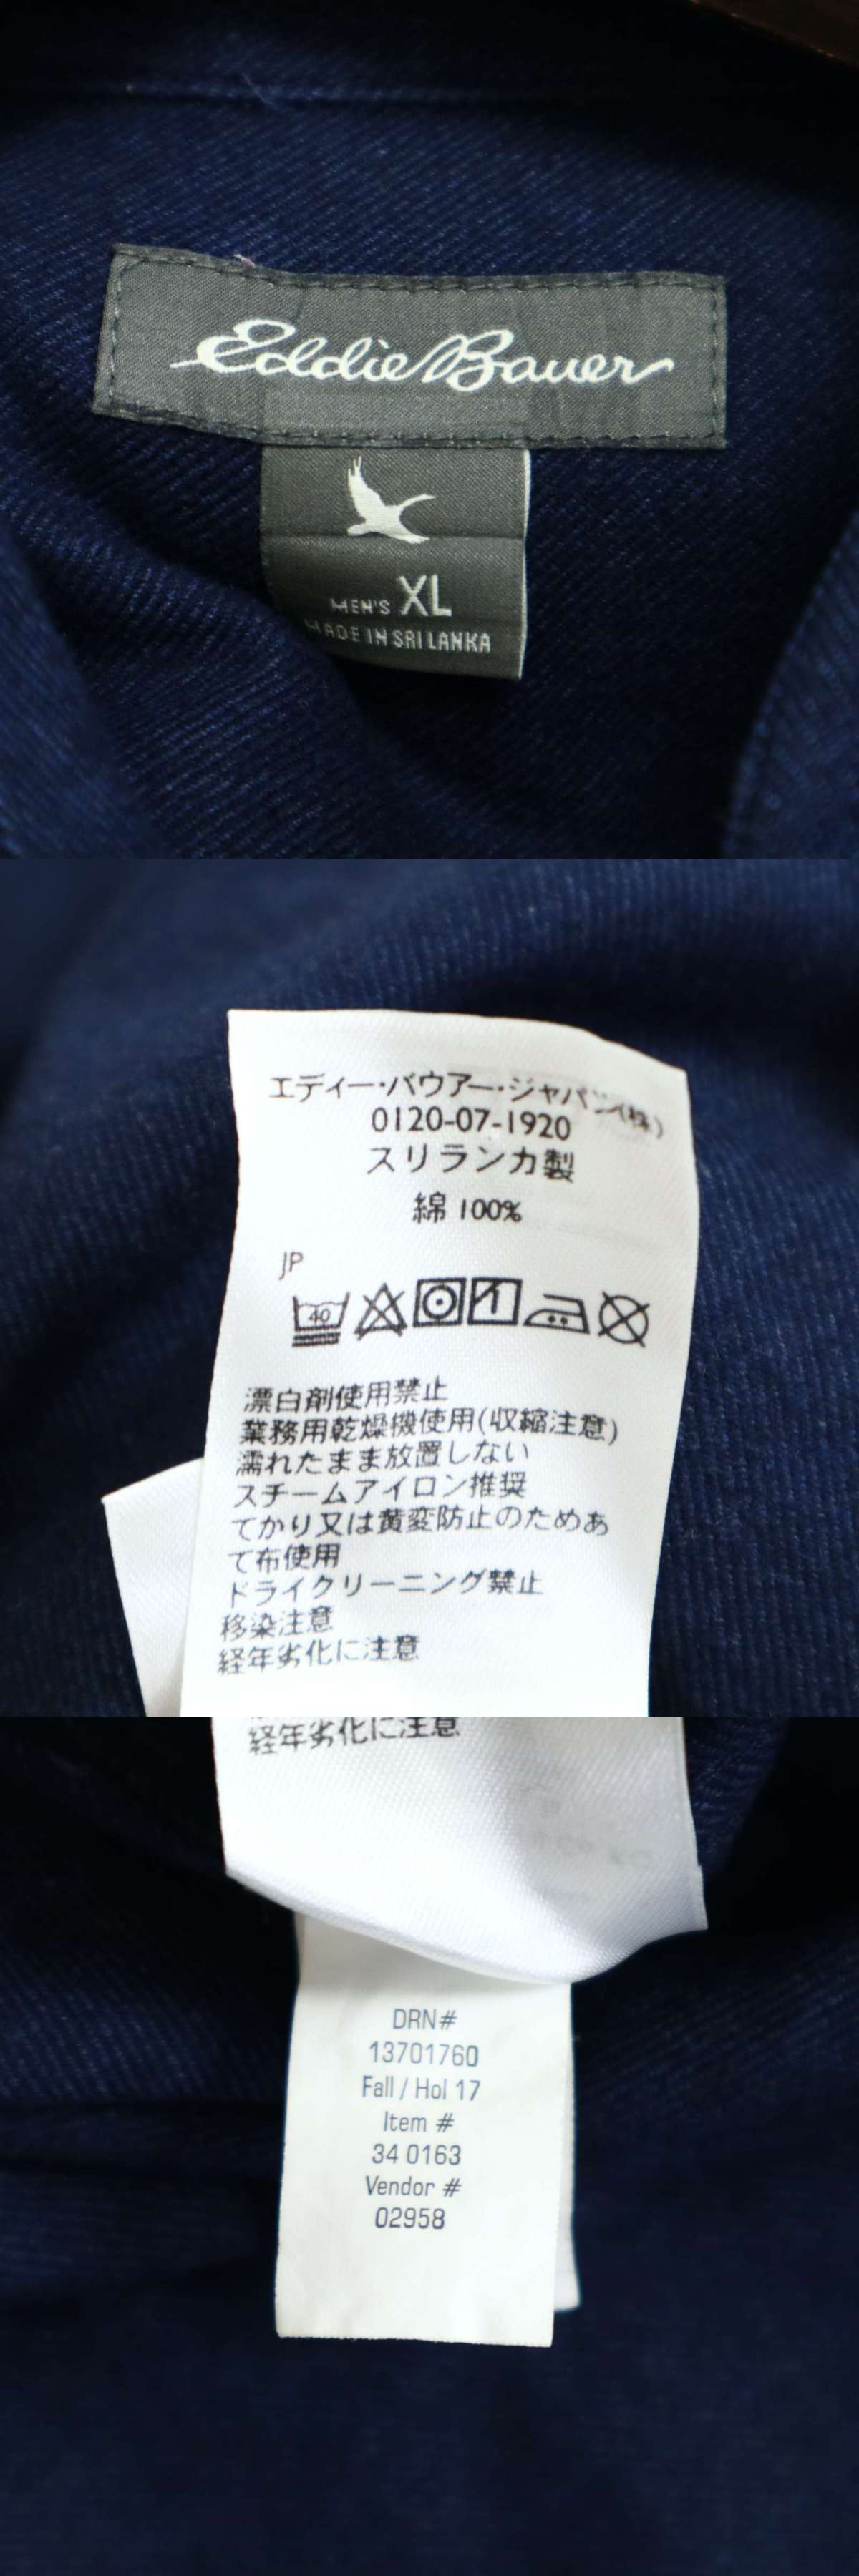 Eddie Bauer
MEN'S XL
MADE IN SRI LANKA
エディー・バウアー・ジャパン(株)
0120-07-1920
スリランカ製
綿 100%
JP
40
漂白剤使用禁止
業務用乾燥機使用(収縮注意)
濡れたまま放置しない
スチームアイロン推奨
てかり又は黄変防止のためあ
て布使用
ドライクリーニング禁止
移染注意
経年劣化に注意
経年劣化に注意
DRN#
13701760
Fall / Hol 17
Item #
34 0163
Vendor #
02958